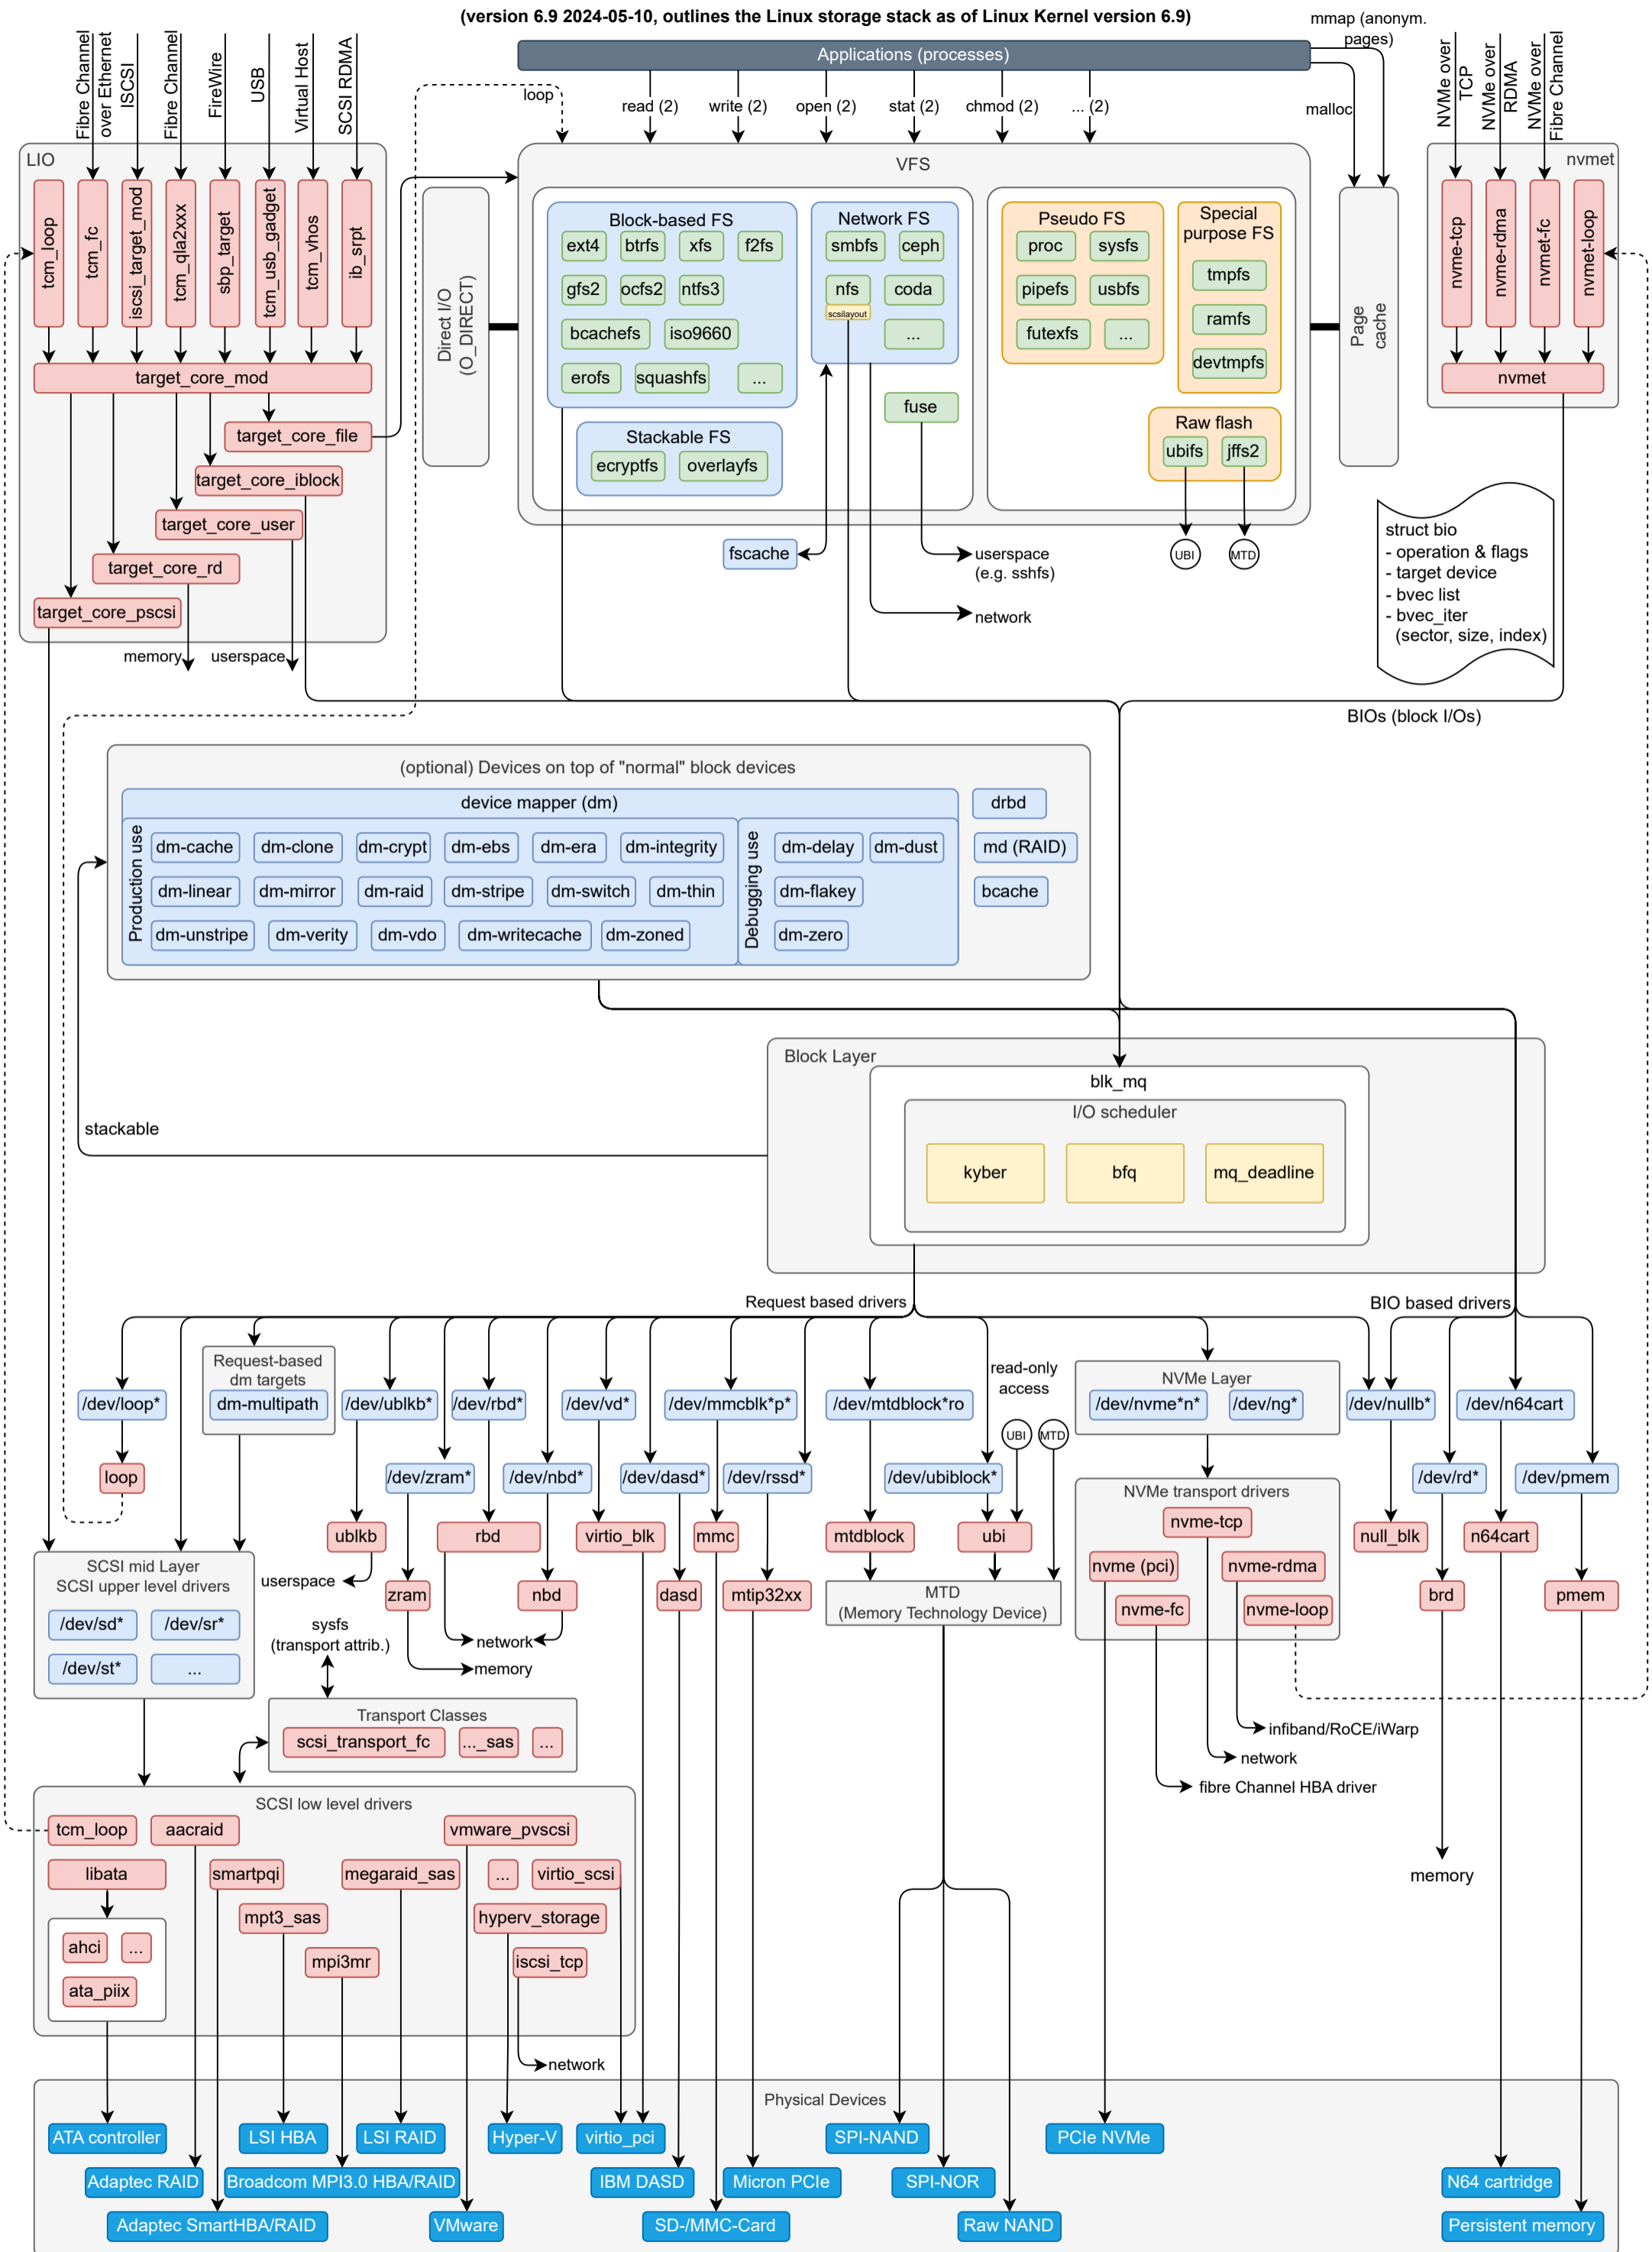 (version 6.9 2024-05-10, outlines the Linux storage stack as of Linux Kernel version 6.9)
mmap (anonym.
pages)
Applications (processes)
malloc
Fibre Channel
over Ethernet
ISCSI
Fibre Channel
FireWire
USB
Virtual Host
SCSI RDMA
loop
read (2)
write (2)
open (2)
stat (2)
chmod (2)
... (2)
NVMe over
TCP
NVMe over
RDMA
NVMe over
Fibre Channel
LIO
tcm_loop
tcm_fc
iscsi_target_mod
tcm_qla2xxx
sbp_target
tcm_usb_gadget
tcm_vhos
ib_srpt
target_core_mod
target_core_file
target_core_iblock
target_core_user
target_core_rd
target_core_pscsi
memory
userspace
Direct I/O
(O_DIRECT)
VFS
Block-based FS
ext4
btrfs
xfs
f2fs
gfs2
ocfs2
ntfs3
bcachefs
iso9660
erofs
squashfs
...
Stackable FS
ecryptfs
overlayfs
Network FS
smbfs
ceph
nfs
scsilayout
coda
...
fuse
Pseudo FS
proc
sysfs
pipefs
usbfs
futexfs
...
Special
purpose FS
tmpfs
ramfs
devtmpfs
Raw flash
ubifs
jffs2
UBI
MTD
fscache
userspace
(e.g. sshfs)
network
Page
cache
nvmet
nvme-tcp
nvme-rdma
nvmet-fc
nvmet-loop
nvmet
struct bio
- operation & flags
- target device
- bvec list
- bvec_iter
(sector, size, index)
BIOs (block I/Os)
(optional) Devices on top of "normal" block devices
device mapper (dm)
Production use
dm-cache
dm-clone
dm-crypt
dm-ebs
dm-era
dm-integrity
dm-linear
dm-mirror
dm-raid
dm-stripe
dm-switch
dm-thin
dm-unstripe
dm-verity
dm-vdo
dm-writecache
dm-zoned
Debugging use
dm-delay
dm-dust
dm-flakey
dm-zero
drbd
md (RAID)
bcache
stackable
Block Layer
blk_mq
I/O scheduler
kyber
bfq
mq_deadline
Request based drivers
BIO based drivers
/dev/loop*
loop
Request-based
dm targets
dm-multipath
/dev/ublkb*
/dev/rbd*
/dev/vd*
/dev/mmcblk*p*
/dev/mtdblock*ro
read-only
access
UBI
MTD
/dev/zram*
/dev/nbd*
/dev/dasd*
/dev/rssd*
/dev/ubiblock*
NVMe Layer
/dev/nvme*n*
/dev/ng*
/dev/nullb*
/dev/n64cart
/dev/rd*
/dev/pmem
ublkb
rbd
virtio_blk
mmc
mtdblock
ubi
null_blk
n64cart
userspace
zram
nbd
dasd
mtip32xx
MTD
(Memory Technology Device)
brd
pmem
network
memory
NVMe transport drivers
nvme-tcp
nvme (pci)
nvme-rdma
nvme-fc
nvme-loop
infiband/RoCE/iWarp
network
fibre Channel HBA driver
memory
SCSI mid Layer
SCSI upper level drivers
/dev/sd*
/dev/sr*
/dev/st*
...
sysfs
(transport attrib.)
Transport Classes
scsi_transport_fc
..._sas
...
SCSI low level drivers
tcm_loop
aacraid
vmware_pvscsi
libata
smartpqi
megaraid_sas
...
virtio_scsi
mpt3_sas
hyperv_storage
ahci
...
mpi3mr
iscsi_tcp
ata_piix
network
Physical Devices
ATA controller
LSI HBA
LSI RAID
Hyper-V
virtio_pci
SPI-NAND
PCIe NVMe
Adaptec RAID
Broadcom MPI3.0 HBA/RAID
IBM DASD
Micron PCIe
SPI-NOR
N64 cartridge
Adaptec SmartHBA/RAID
VMware
SD-/MMC-Card
Raw NAND
Persistent memory